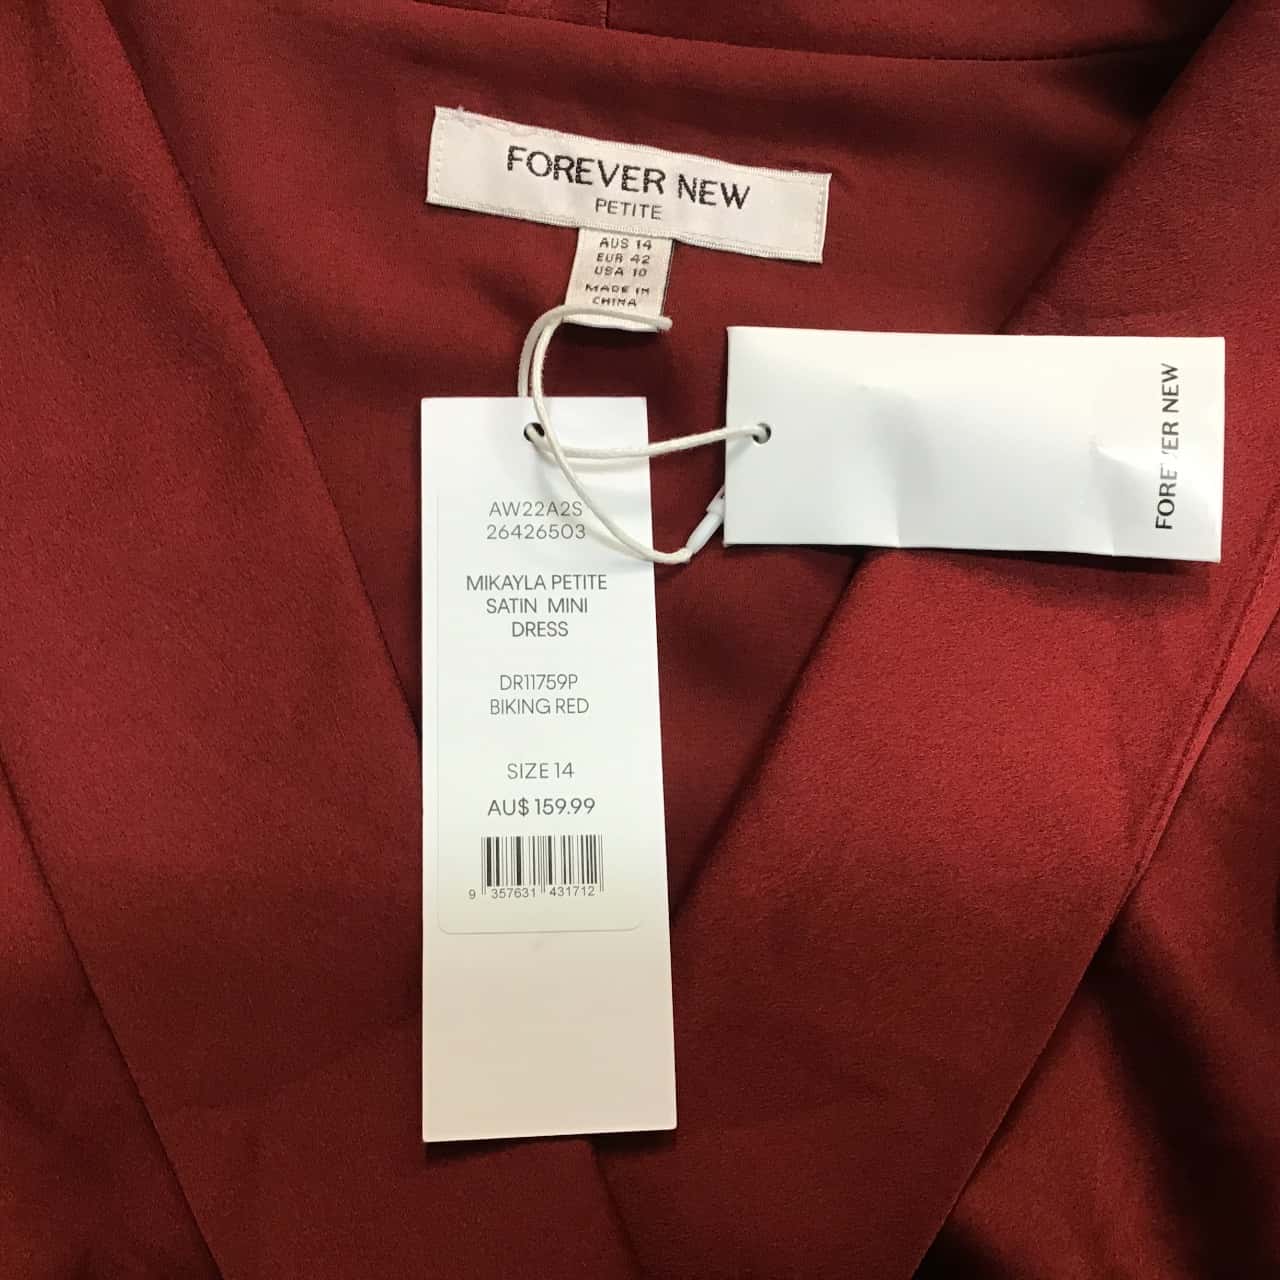 FOREVER NEW
PETITE
AUS 14
EUR 42
USA 10
MADE IN
CHINA
AW22A2S
26426503
MIKAYLA PETITE
SATIN MINI
DRESS
DR11759P
BIKING RED
SIZE 14
AU$ 159.99
9 357631 431712
FOREVER NEW